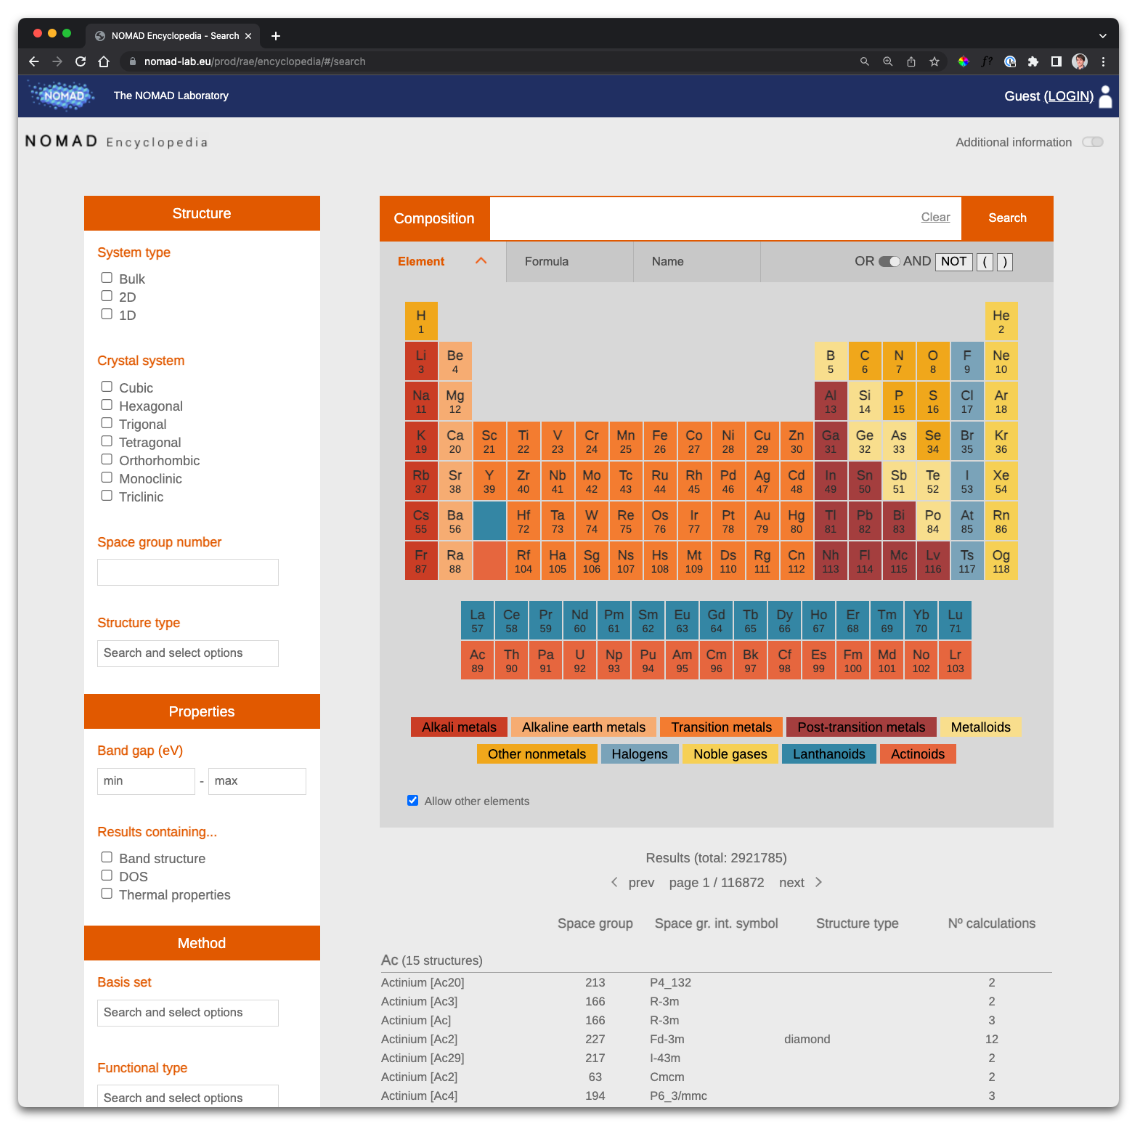 NOMAD Encyclopedia - Search
nomad-lab.eu/prod/rae/encyclopedia/#/search
NOMAD The NOMAD Laboratory
Guest (LOGIN)
NOMAD Encyclopedia
Additional information
Structure
System type
Bulk
2D
1D
Crystal system
Cubic
Hexagonal
Trigonal
Tetragonal
Orthorhombic
Monoclinic
Triclinic
Space group number
Structure type
Search and select options
Properties
Band gap (eV)
min - max
Results containing...
Band structure
DOS
Thermal properties
Method
Basis set
Search and select options
Functional type
Search and select options
Composition Clear Search
Element Formula Name OR AND NOT ( )
H He
1 2
Li Be B C N O F Ne
3 4 5 6 7 8 9 10
Na Mg Al Si P S Cl Ar
11 12 13 14 15 16 17 18
K Ca Sc Ti V Cr Mn Fe Co Ni Cu Zn Ga Ge As Se Br Kr
19 20 21 22 23 24 25 26 27 28 29 30 31 32 33 34 35 36
Rb Sr Y Zr Nb Mo Tc Ru Rh Pd Ag Cd In Sn Sb Te I Xe
37 38 39 40 41 42 43 44 45 46 47 48 49 50 51 52 53 54
Cs Ba Hf Ta W Re Os Ir Pt Au Hg Tl Pb Bi Po At Rn
55 56 72 73 74 75 76 77 78 79 80 81 82 83 84 85 86
Fr Ra Rf Ha Sg Ns Hs Mt Ds Rg Cn Nh Fl Mc Lv Ts Og
87 88 104 105 106 107 108 109 110 111 112 113 114 115 116 117 118
La Ce Pr Nd Pm Sm Eu Gd Tb Dy Ho Er Tm Yb Lu
57 58 59 60 61 62 63 64 65 66 67 68 69 70 71
Ac Th Pa U Np Pu Am Cm Bk Cf Es Fm Md No Lr
89 90 91 92 93 94 95 96 97 98 99 100 101 102 103
Alkali metals Alkaline earth metals Transition metals Post-transition metals Metalloids
Other nonmetals Halogens Noble gases Lanthanoids Actinoids
Allow other elements
Results (total: 2921785)
prev page 1 / 116872 next
Space group Space gr. int. symbol Structure type Nº calculations
Ac (15 structures)
Actinium [Ac20] 213 P4_132 2
Actinium [Ac3] 166 R-3m 2
Actinium [Ac] 166 R-3m 3
Actinium [Ac2] 227 Fd-3m diamond 12
Actinium [Ac29] 217 I-43m 2
Actinium [Ac2] 63 Cmcm 2
Actinium [Ac4] 194 P6_3/mmc 3